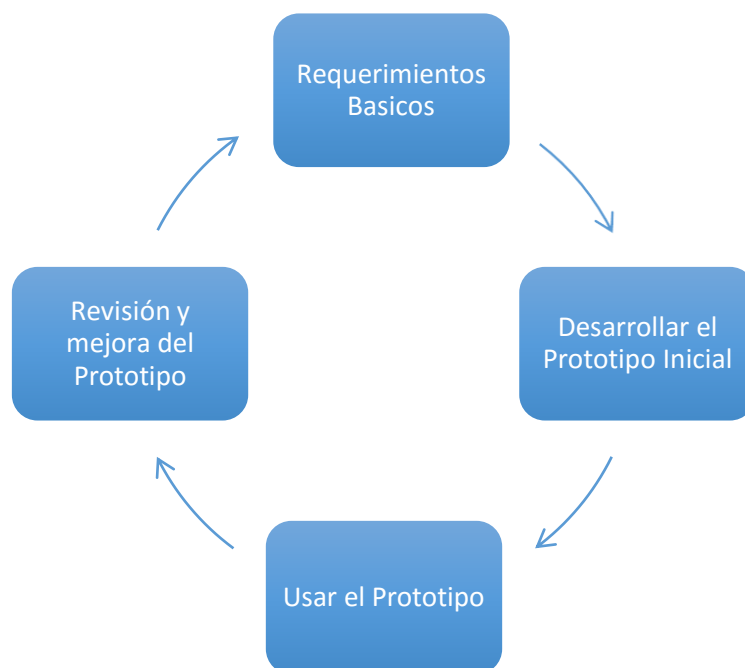 Requerimientos
Basicos
Desarrollar el
Prototipo Inicial
Usar el Prototipo
Revisión y
mejora del
Prototipo